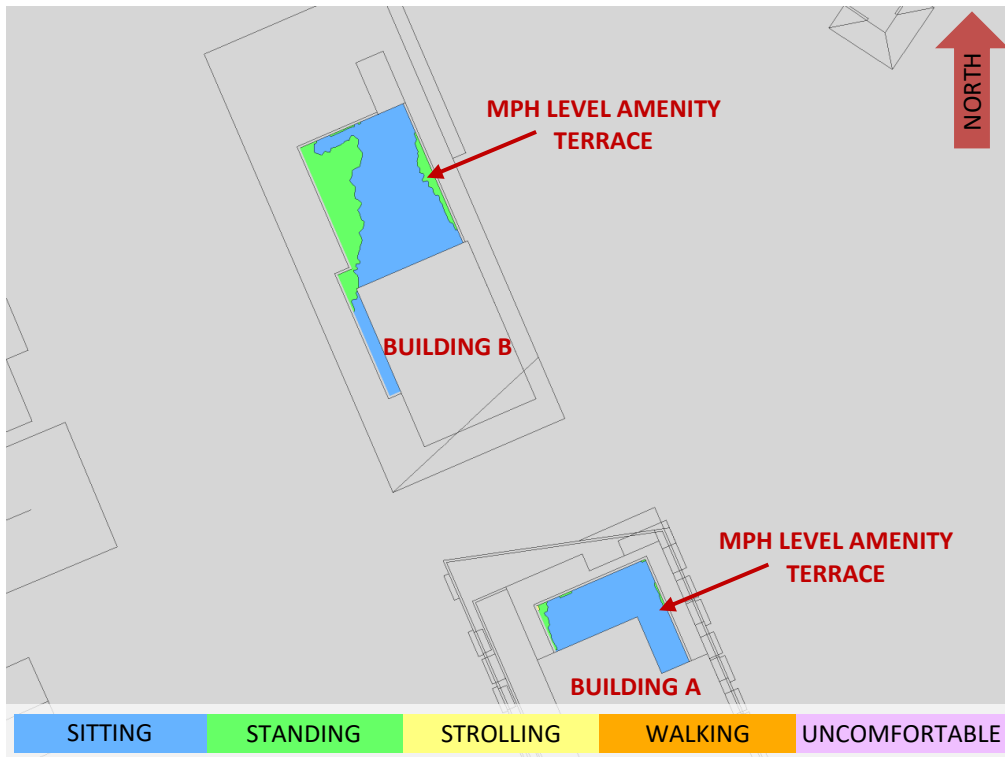 NORTH
MPH LEVEL AMENITY
TERRACE
BUILDING B
MPH LEVEL AMENITY
TERRACE
BUILDING A
SITTING
STANDING
STROLLING
WALKING
UNCOMFORTABLE